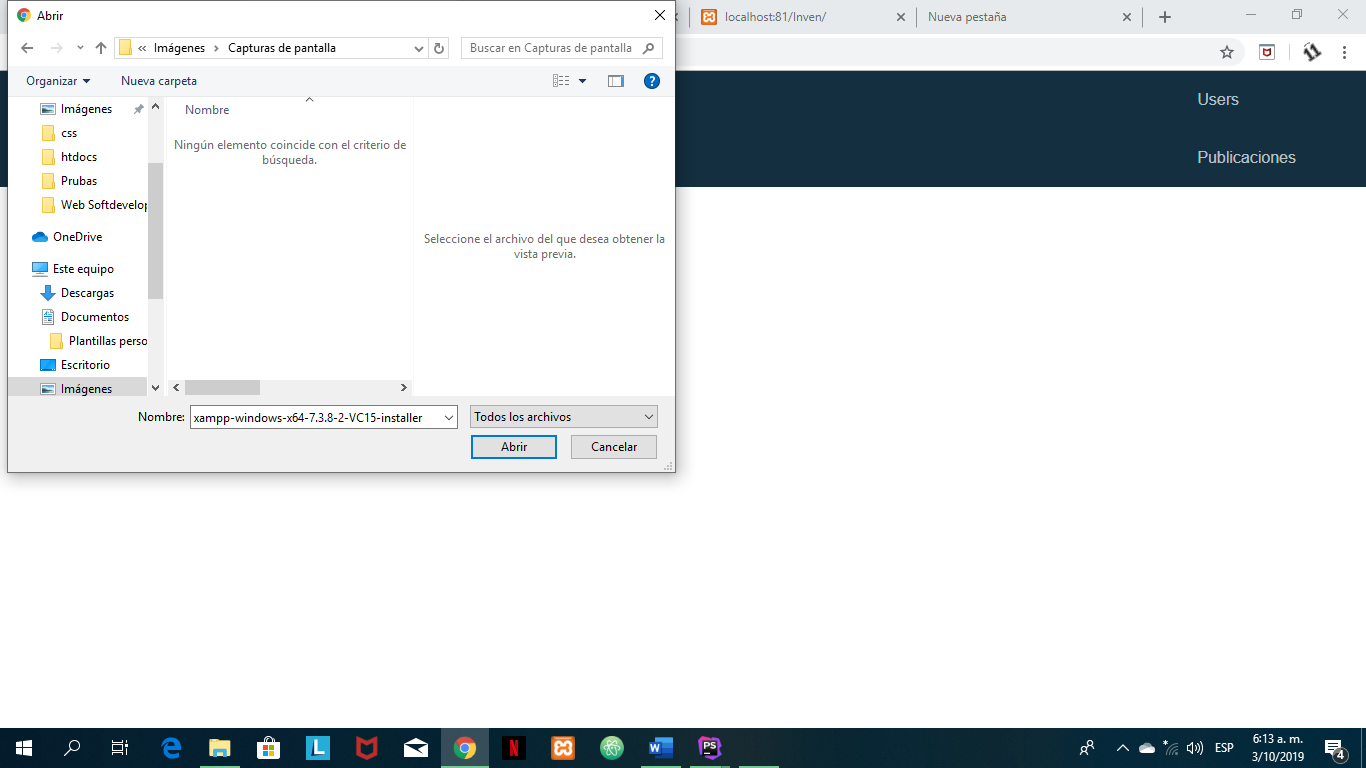 Abrir
localhost:81/Inven/
Nueva pestaña
Imágenes
Capturas de pantalla
Buscar en Capturas de pantalla
Organizar
Nueva carpeta
?
Imágenes
css
htdocs
Prubas
Web Softdevelop
OneDrive
Este equipo
Descargas
Documentos
Plantillas perso
Escritorio
Imágenes
Nombre
Ningún elemento coincide con el criterio de
búsqueda.
Seleccione el archivo del que desea obtener la
vista previa.
Nombre:
xampp-windows-x64-7.3.8-2-VC15-installer
Todos los archivos
Abrir
Cancelar
Users
Publicaciones
L
N
W
PS
ESP
6:13 a. m.
3/10/2019
4